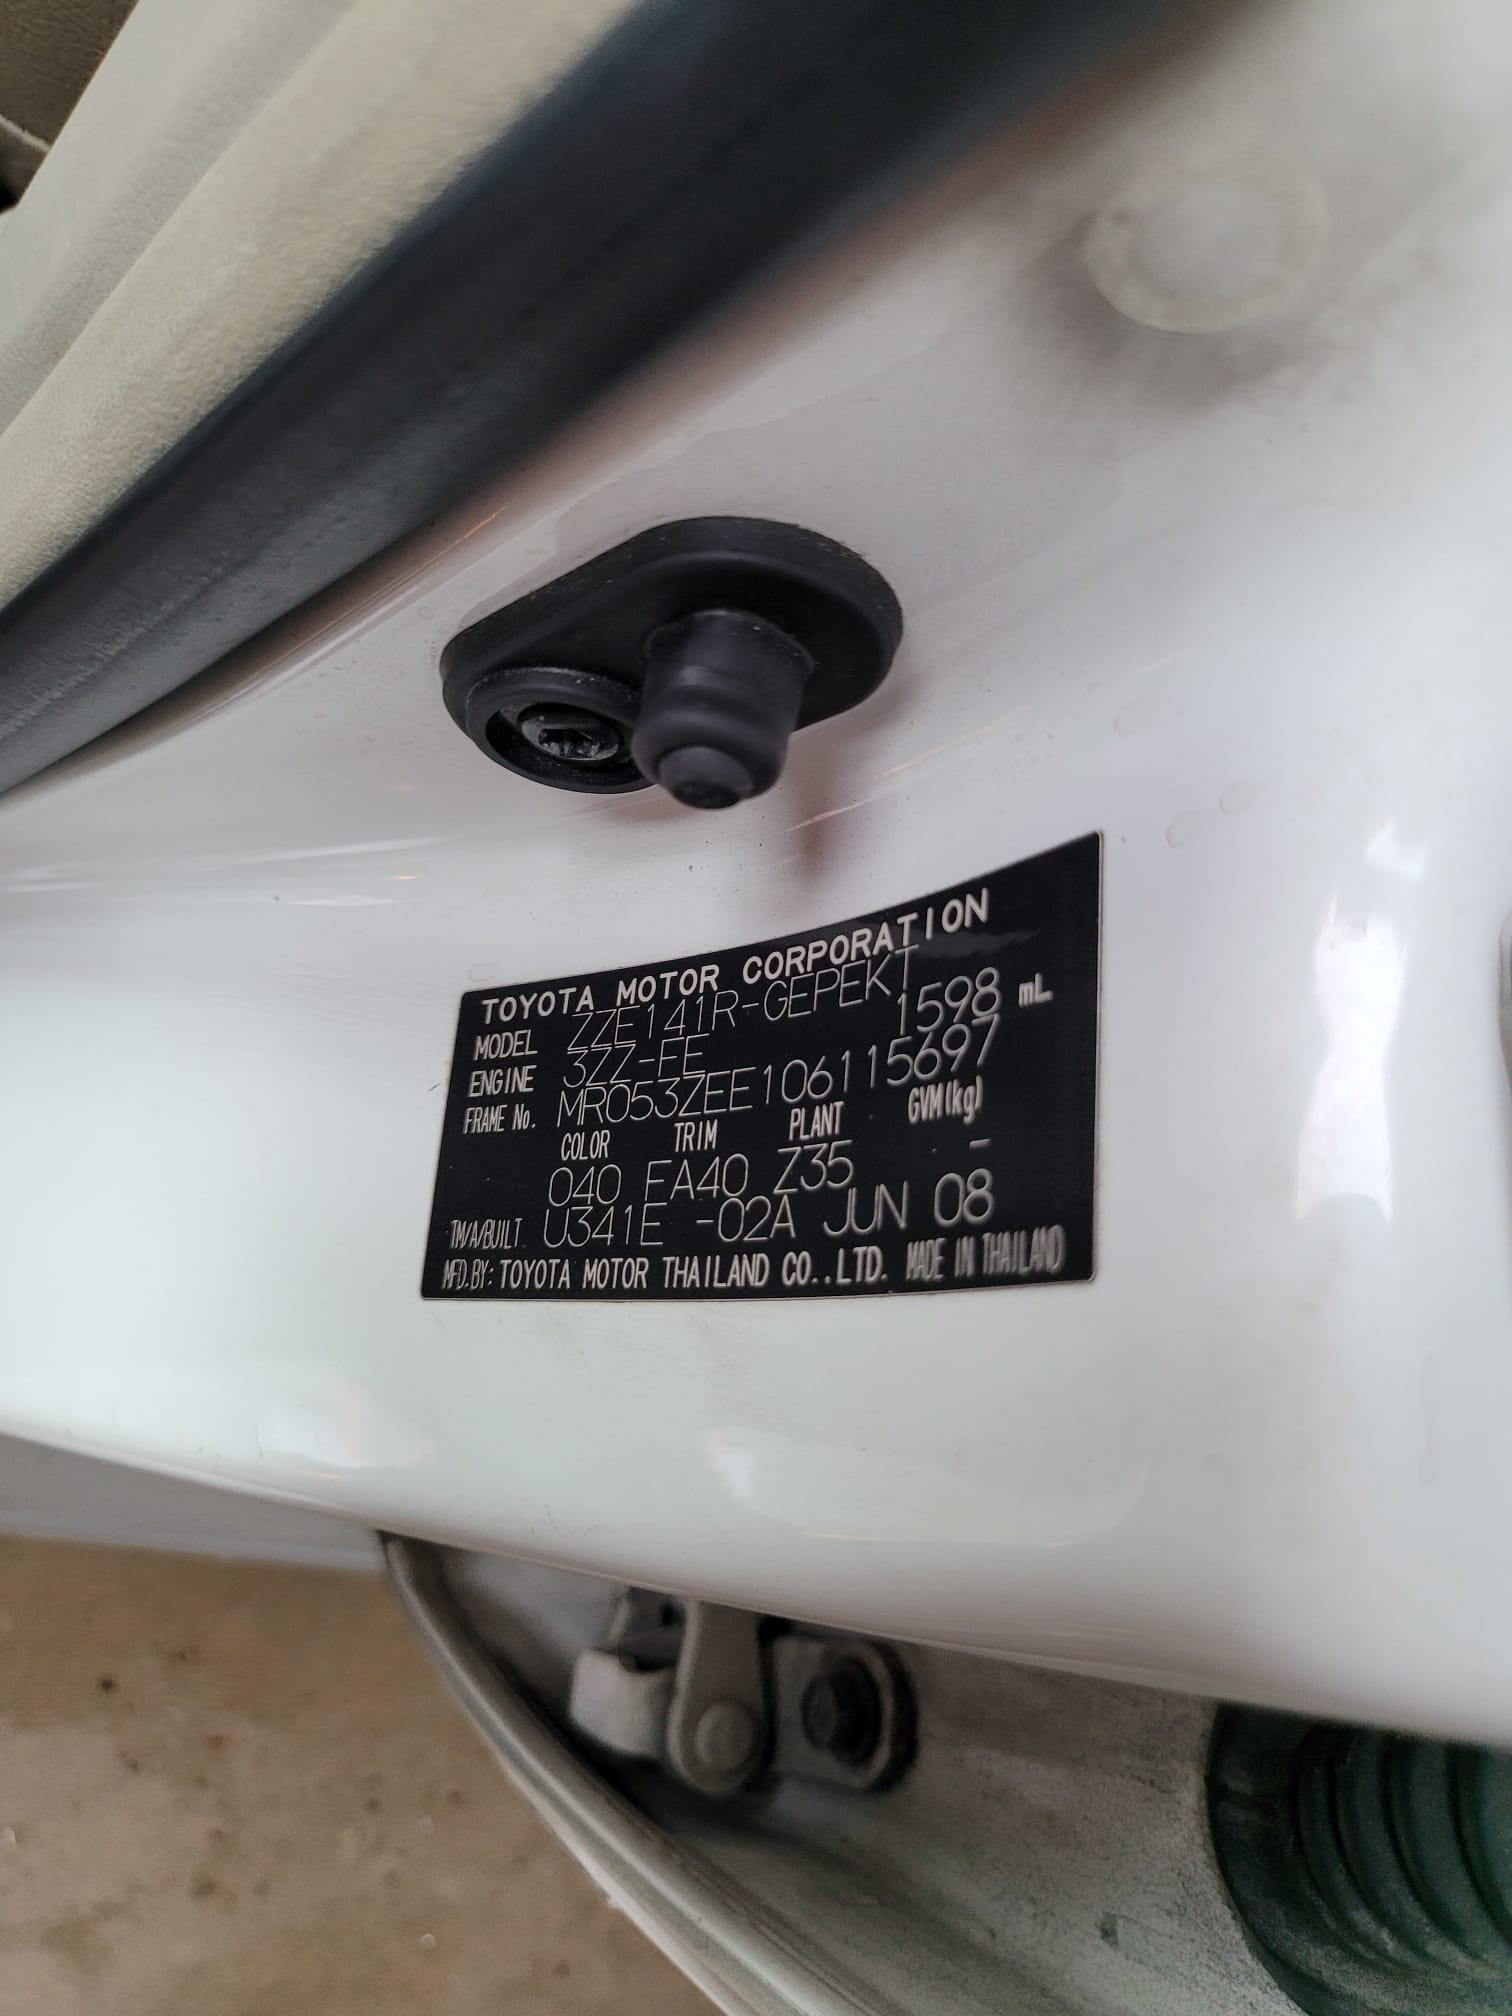 TOYOTA MOTOR CORPORATION
MODEL ZZE141R-GEPEKT
ENGINE 3ZZ-FE 1598 mL
FRAME No. MR053ZEE106115697
COLOR TRIM PLANT GVM(kg)
040 FA40 Z35 -
TM/A/BUILT U341E -02A JUN 08
MFD.BY: TOYOTA MOTOR THAILAND CO.,LTD. MADE IN THAILAND